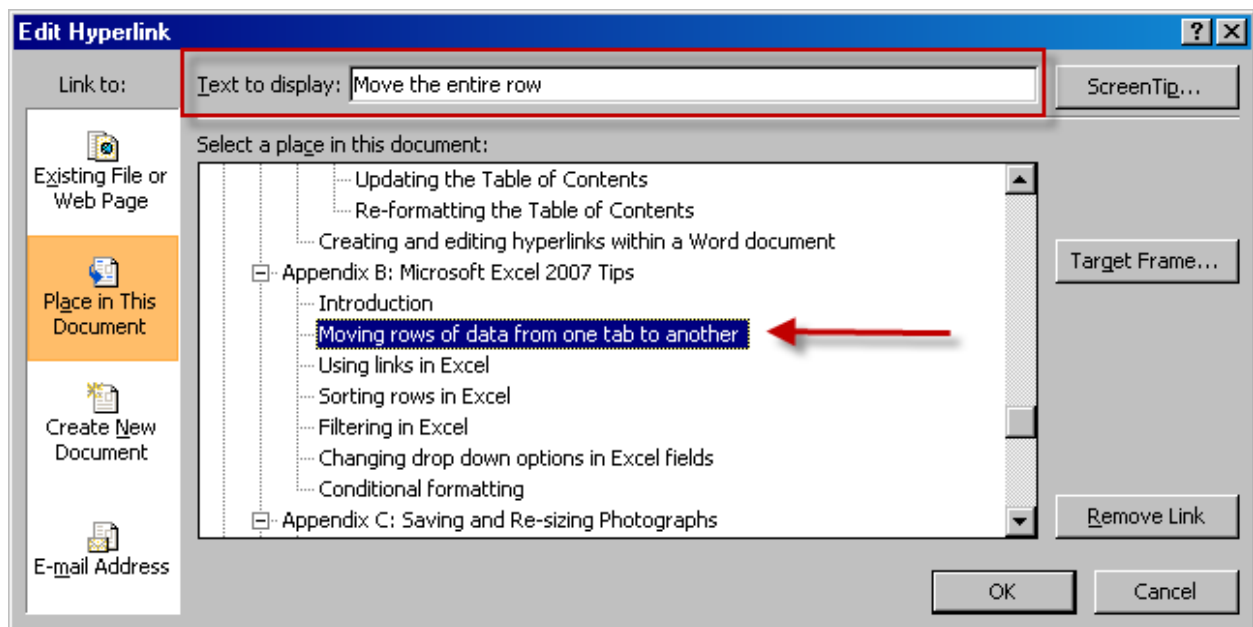 Edit Hyperlink
Link to:
Text to display: Move the entire row
ScreenTip...
Select a place in this document:
Existing File or
Web Page
Place in This
Document
Create New
Document
E-mail Address
Updating the Table of Contents
Re-formatting the Table of Contents
Creating and editing hyperlinks within a Word document
Appendix B: Microsoft Excel 2007 Tips
Introduction
Moving rows of data from one tab to another
Using links in Excel
Sorting rows in Excel
Filtering in Excel
Changing drop down options in Excel fields
Conditional formatting
Appendix C: Saving and Re-sizing Photographs
Target Frame...
Remove Link
OK
Cancel